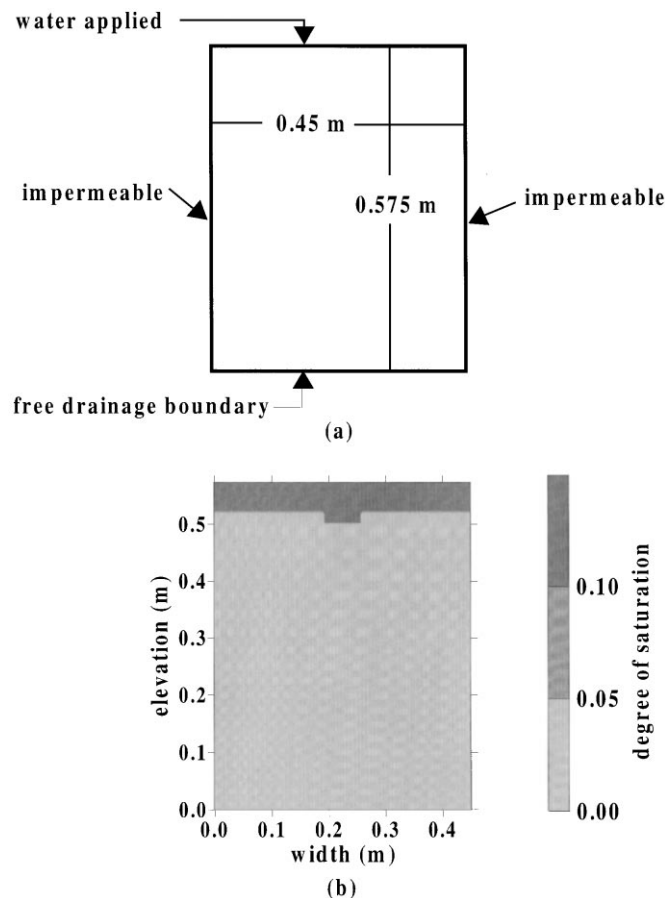 water applied
0.45 m
impermeable
0.575 m
impermeable
free drainage boundary
(a)
elevation (m)
0.5
0.4
0.3
0.2
0.1
0.0
0.0 0.1 0.2 0.3 0.4
width (m)
0.10
0.05
0.00
degree of saturation
(b)